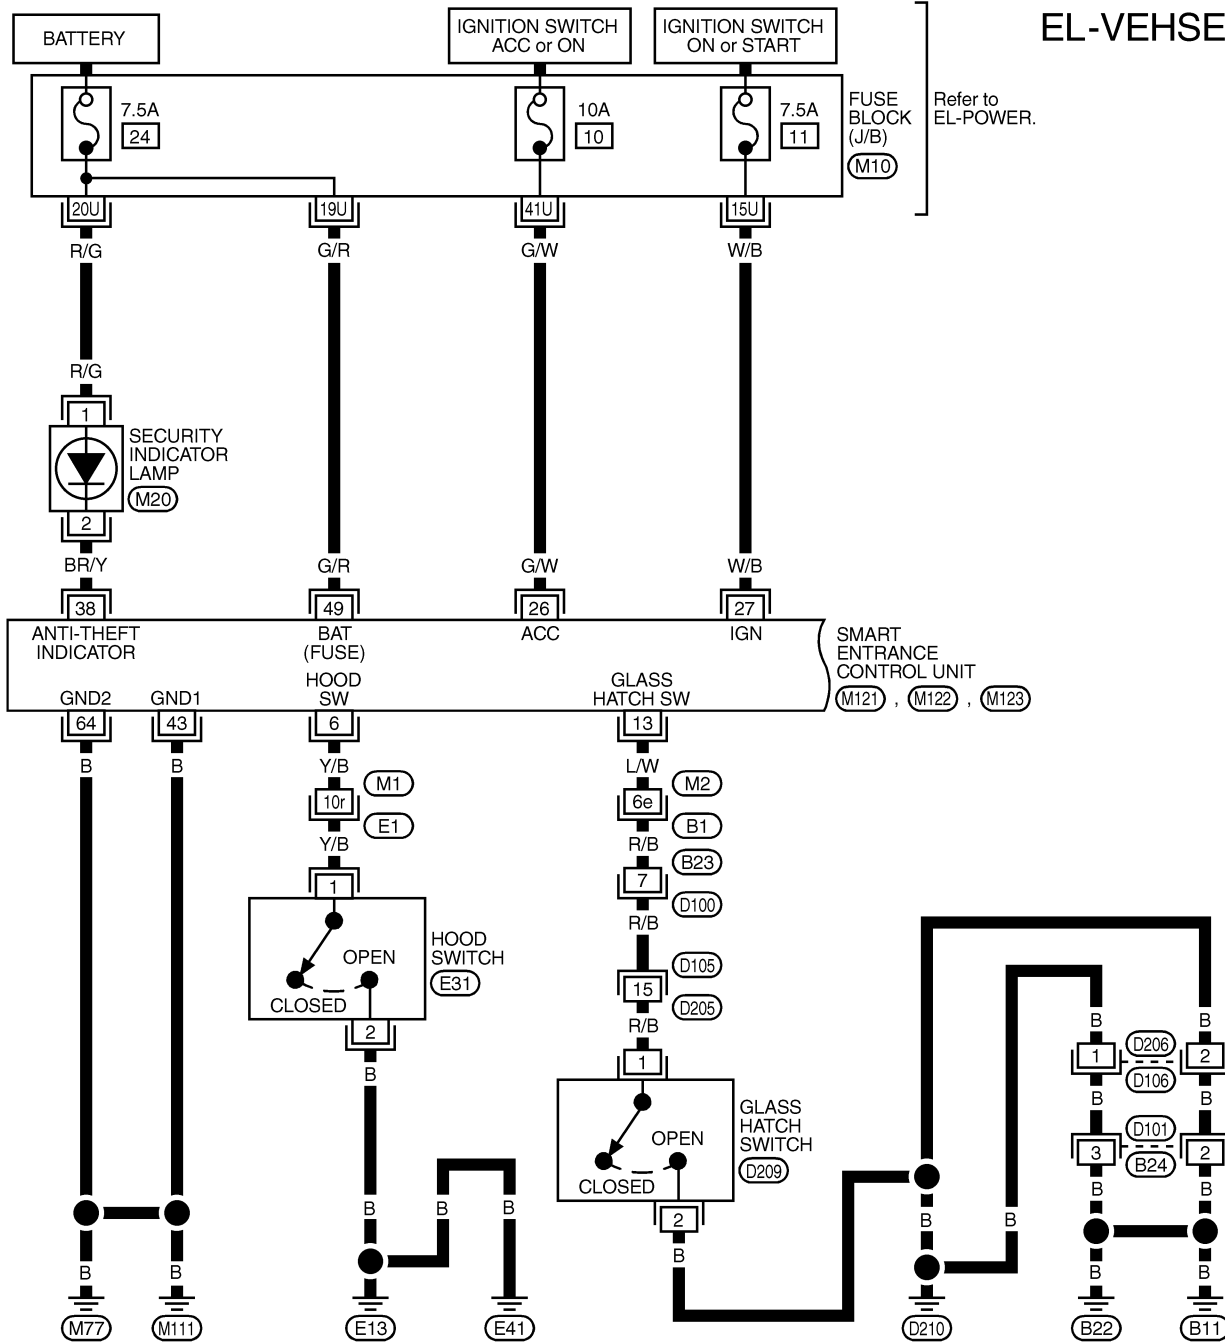 EL-VEHSE
BATTERY
IGNITION SWITCH
ACC or ON
IGNITION SWITCH
ON or START
7.5A
24
10A
10
7.5A
11
FUSE
BLOCK
(J/B)
M10
Refer to
EL-POWER.
20U
19U
41U
15U
R/G
G/R
G/W
W/B
R/G
1
SECURITY
INDICATOR
LAMP
M20
2
BR/Y
G/R
G/W
W/B
38
49
26
27
ANTI-THEFT
INDICATOR
BAT
(FUSE)
ACC
IGN
SMART
ENTRANCE
CONTROL UNIT
M121 , M122 , M123
GND2
GND1
HOOD
SW
GLASS
HATCH SW
64
43
6
13
B
B
Y/B
L/W
M1
M2
10r
6e
E1
B1
Y/B
R/B
B23
1
7
D100
R/B
HOOD
SWITCH
E31
OPEN
CLOSED
2
B
D105
15
D205
R/B
1
GLASS
HATCH
SWITCH
D209
OPEN
CLOSED
2
B
B
B
D206
1
2
D106
B
B
D101
3
2
B24
B
B
B
B
B
B
B
B
B
B
B
M77
M111
E13
E41
D210
B22
B11